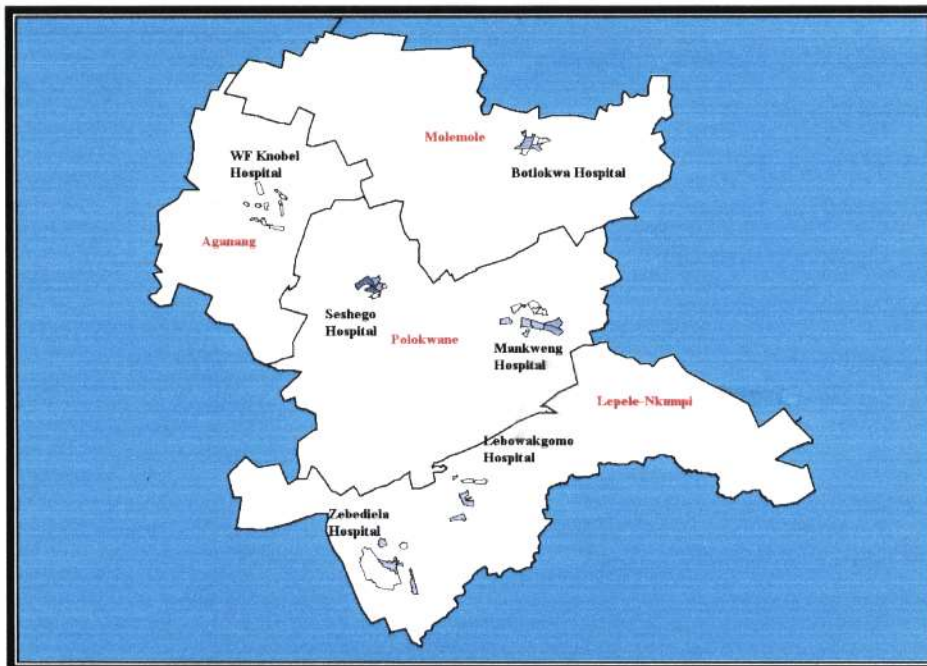 Molemole
WF Knobel
Hospital
Botlokwa Hospital
Aganang
Seshego
Hospital
Polokwane
Mankweng
Hospital
Lepele-Nkumpi
Lebowakgomo
Hospital
Zebediela
Hospital